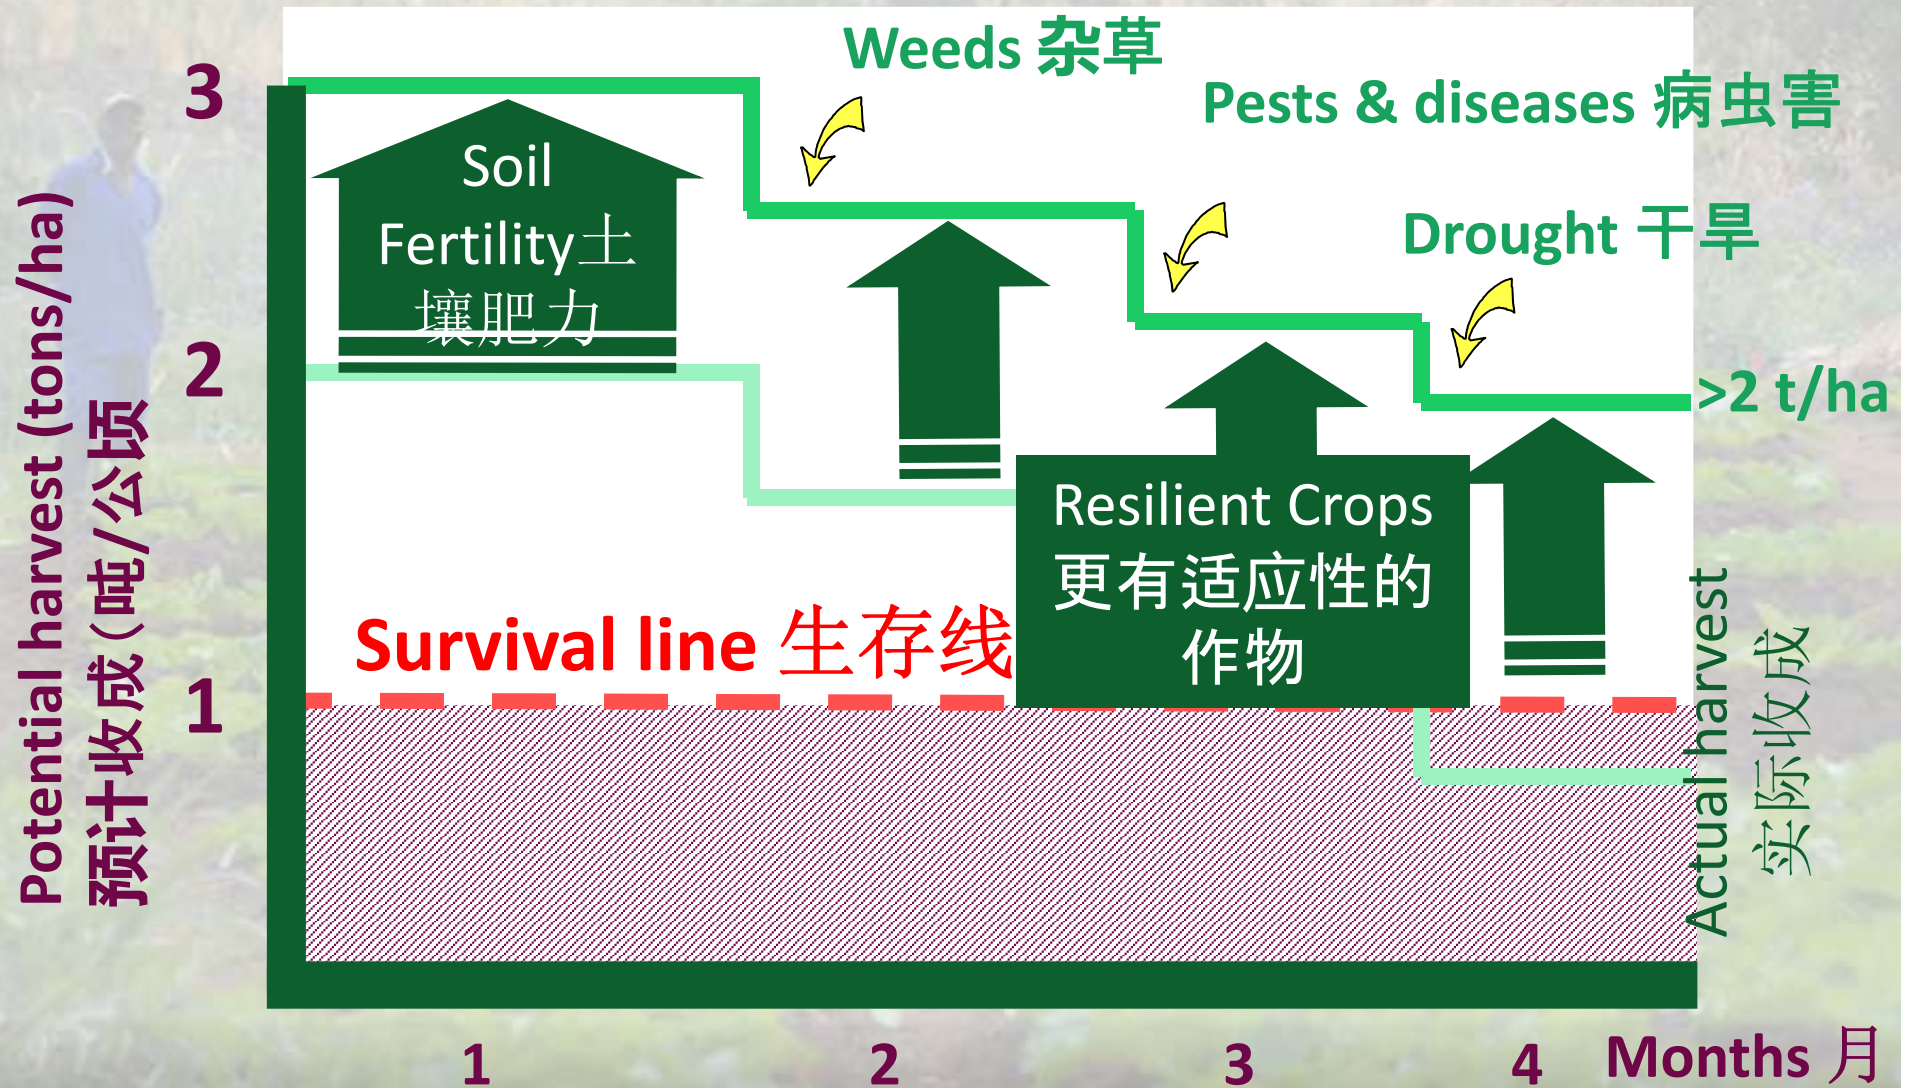 Weeds 杂草
Pests & diseases 病虫害
Drought 干旱
>2 t/ha
3
2
1
Potential harvest (tons/ha)
预计收成(吨/公顷
Soil
Fertility土
壤肥力
Resilient Crops
更有适应性的
作物
Survival line 生存线
Actual harvest
实际收成
1
2
3
4
Months 月